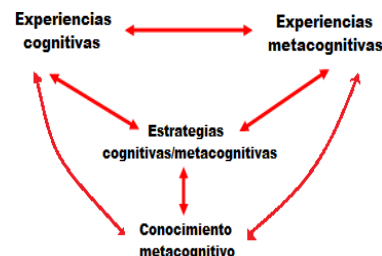 Experiencias
cognitivas
Experiencias
metacognitivas
Estrategias
cognitivas/metacognitivas
Conocimiento
metacognitivo